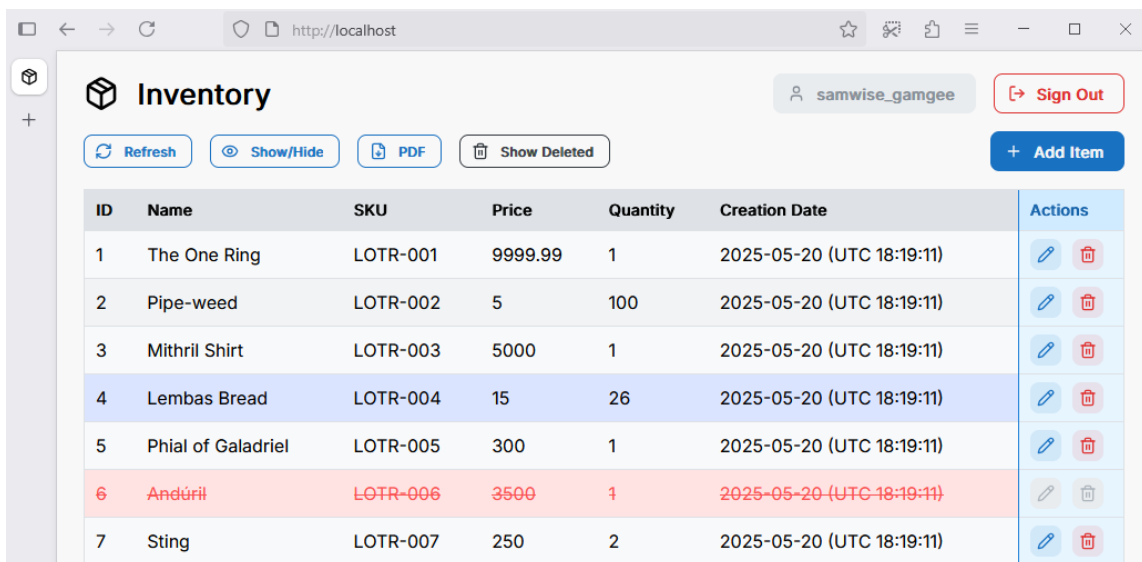 http://localhost
Inventory
samwise_gamgee
Sign Out
Refresh
Show/Hide
PDF
Show Deleted
+ Add Item
ID Name SKU Price Quantity Creation Date Actions
1 The One Ring LOTR-001 9999.99 1 2025-05-20 (UTC 18:19:11)
2 Pipe-weed LOTR-002 5 100 2025-05-20 (UTC 18:19:11)
3 Mithril Shirt LOTR-003 5000 1 2025-05-20 (UTC 18:19:11)
4 Lembas Bread LOTR-004 15 26 2025-05-20 (UTC 18:19:11)
5 Phial of Galadriel LOTR-005 300 1 2025-05-20 (UTC 18:19:11)
6 Andúril LOTR-006 3500 1 2025-05-20 (UTC 18:19:11)
7 Sting LOTR-007 250 2 2025-05-20 (UTC 18:19:11)